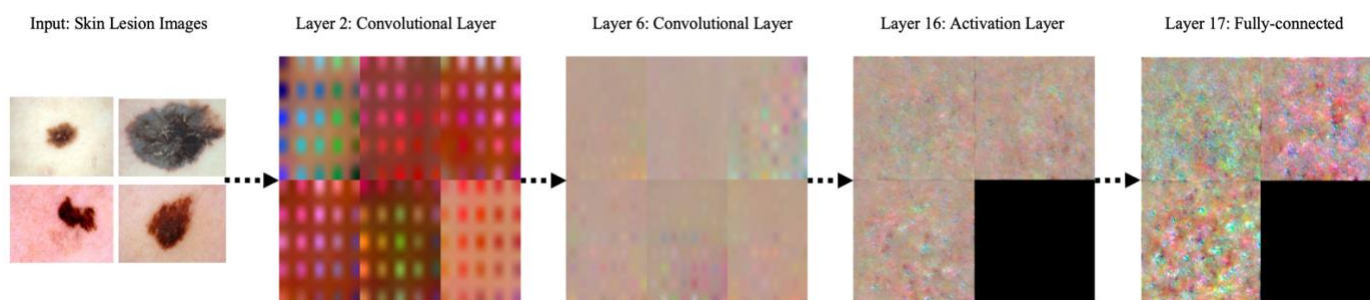 Input: Skin Lesion Images
Layer 2: Convolutional Layer
Layer 6: Convolutional Layer
Layer 16: Activation Layer
Layer 17: Fully-connected